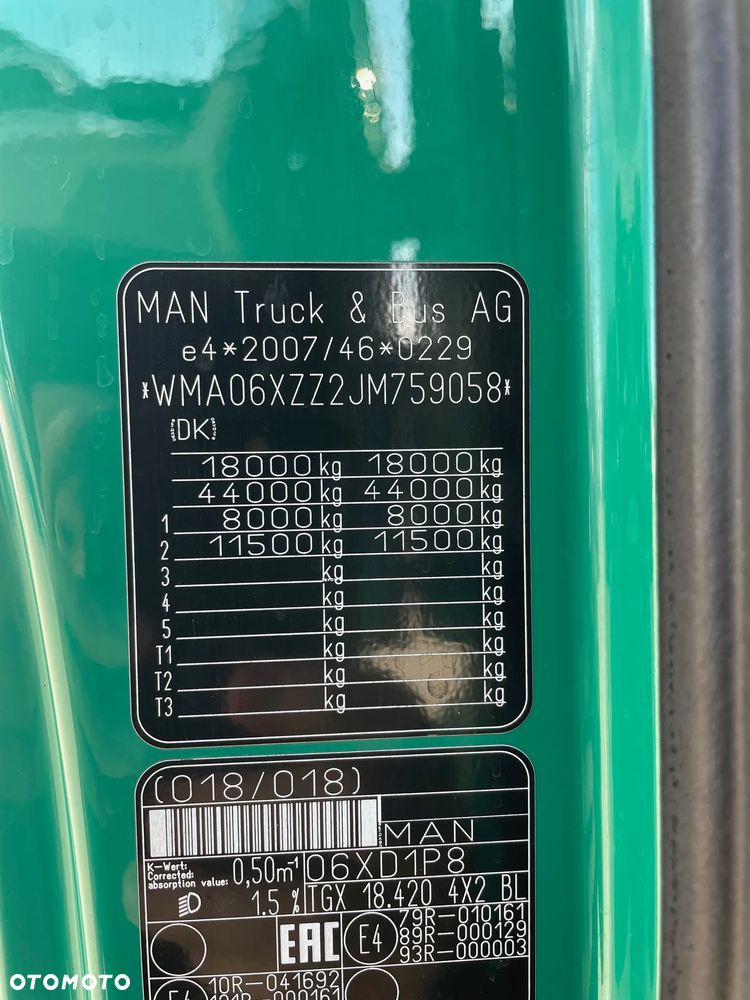 MAN Truck & Bus AG
e4*2007/46*0229
*WMA06XZZ2JM759058*
DK
18000 kg 18000 kg
44000 kg 44000 kg
1 8000 kg 8000 kg
2 11500 kg 11500 kg
3 kg kg
4 kg kg
5 kg kg
T1 kg kg
T2 kg kg
T3 kg kg
(018/018)
MAN
K-Wert:
Corrected
absorption value: 0,50m⁻¹ 06XD1P8
1.5 % TGX 18.420 4X2 BL
EAC E4 79R-010161
89R-000129
93R-000003
10R-041692
E4 101R-000161
OTOMOTO